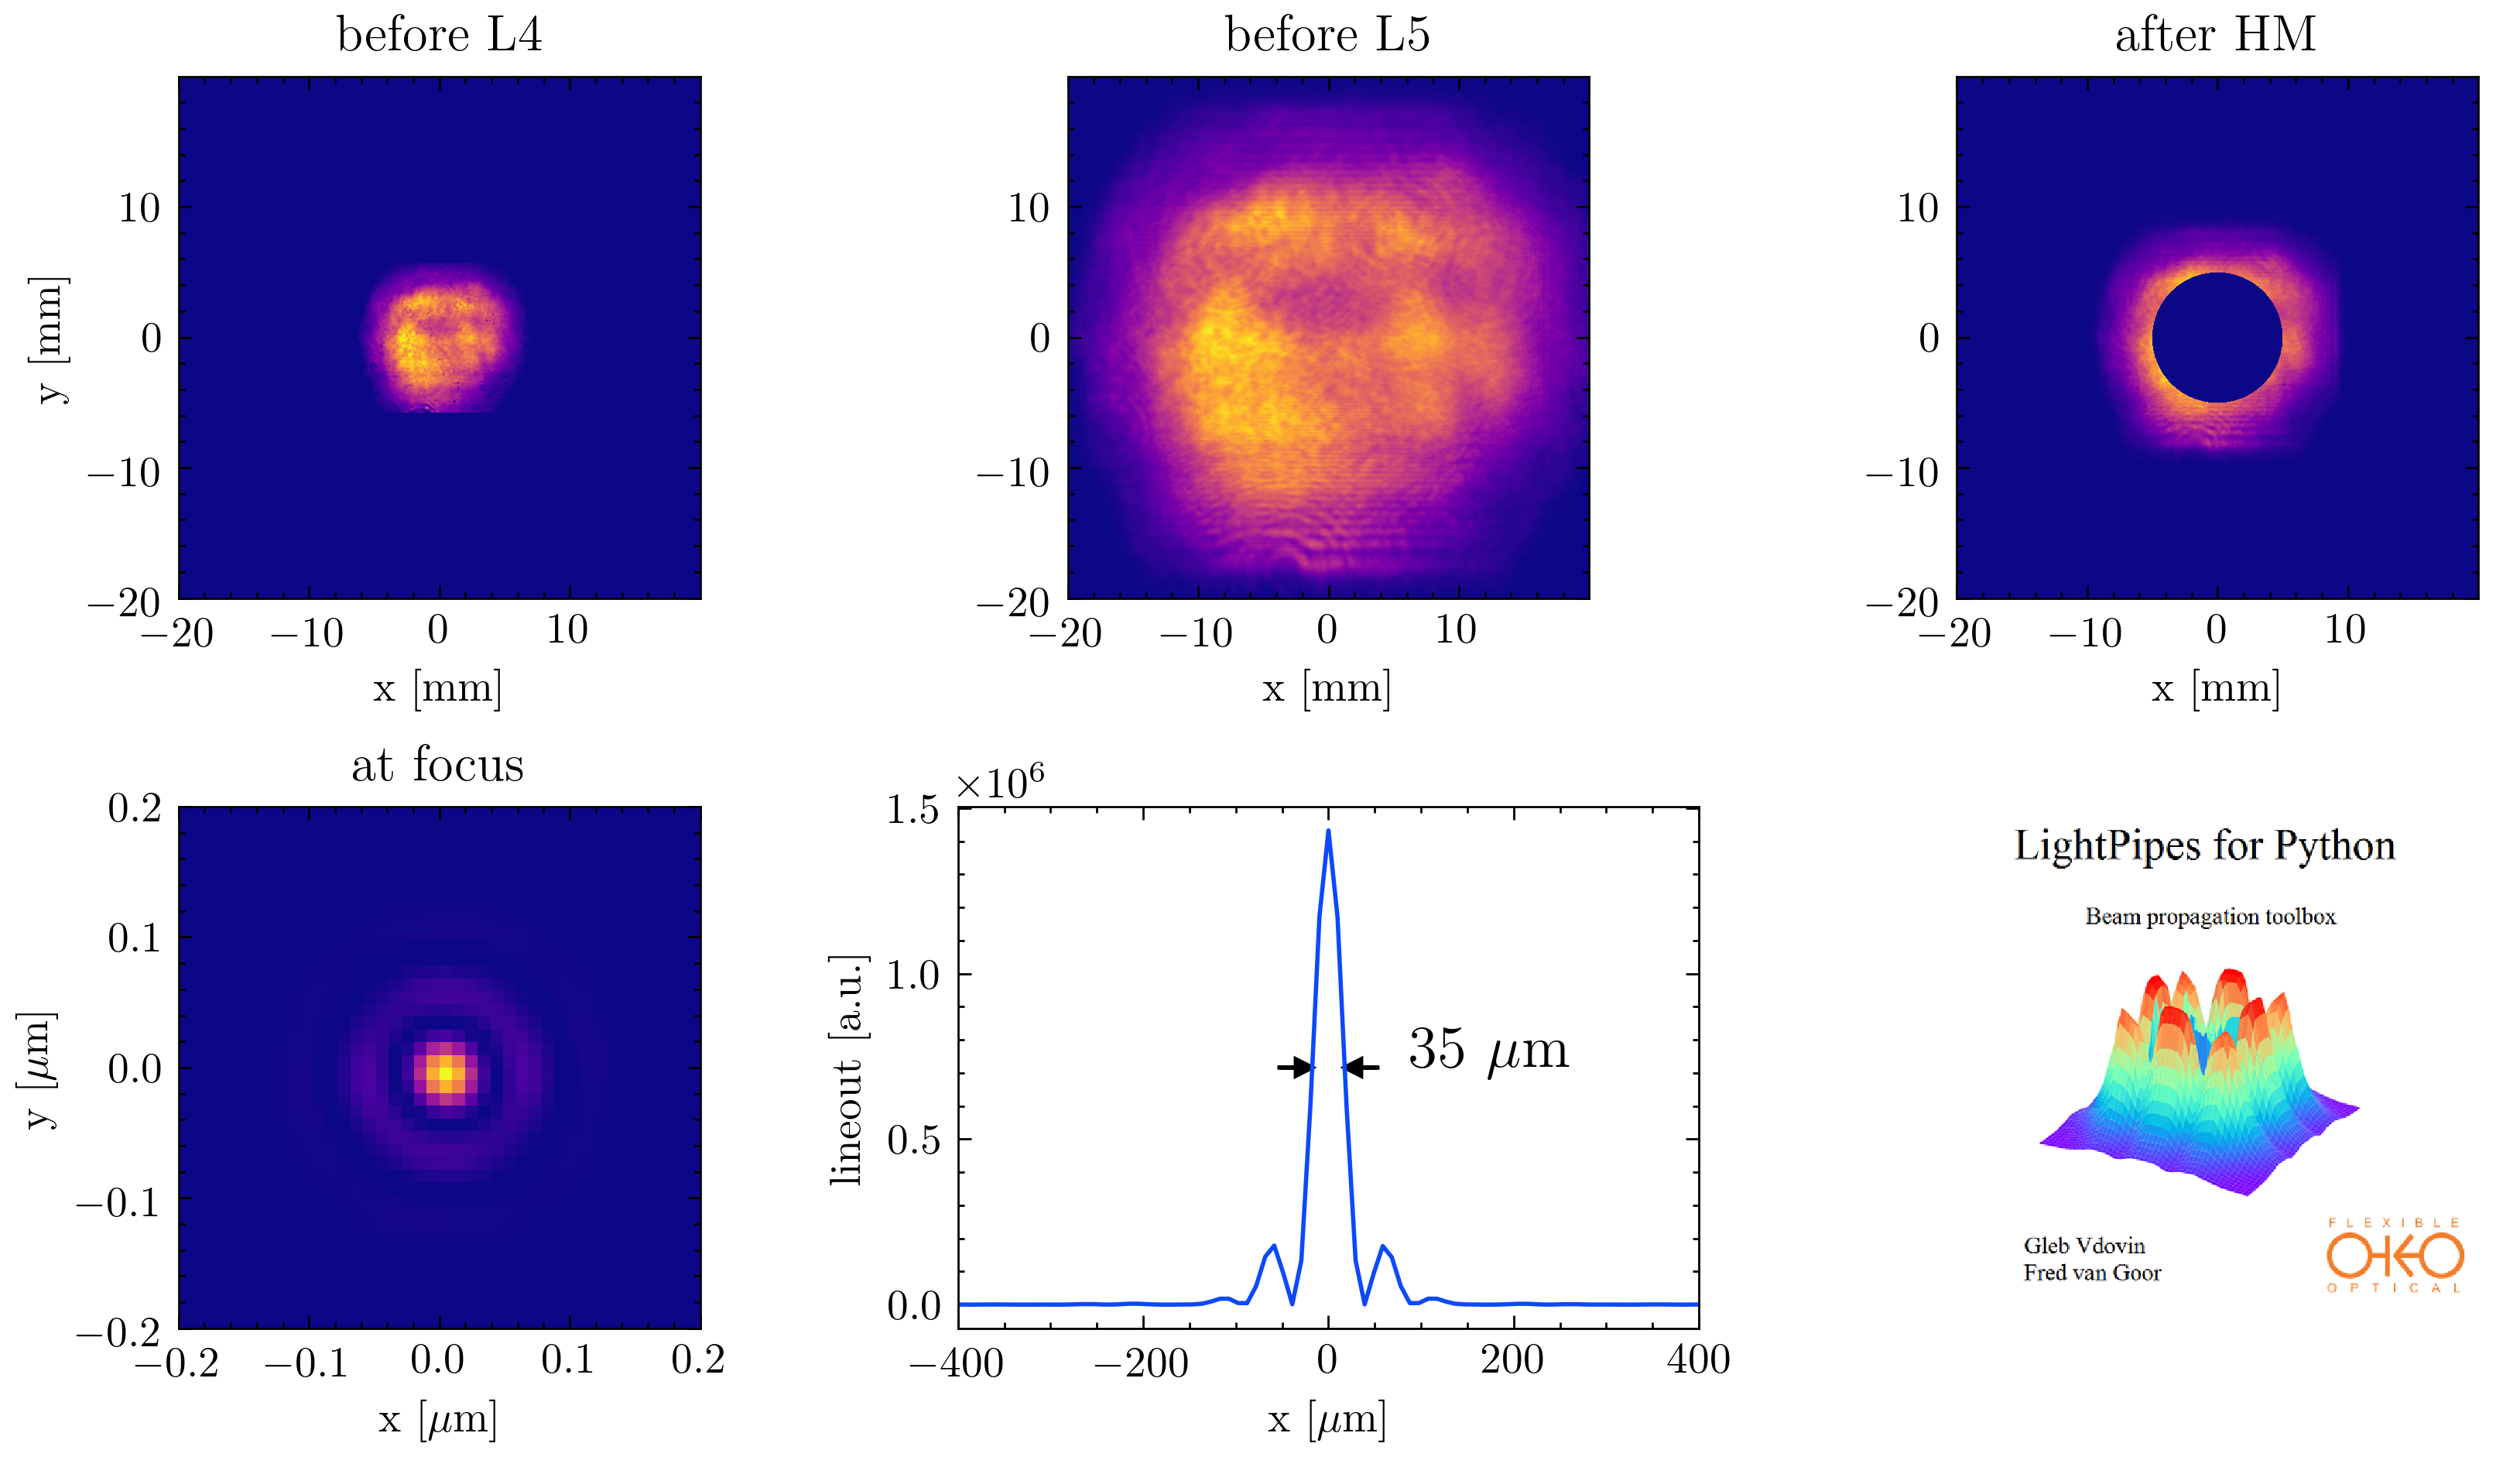 before L4
before L5
after HM
y [mm]
10
0
−10
−20
−20
−10
0
10
x [mm]
10
0
−10
−20
−20
−10
0
10
x [mm]
10
0
−10
−20
−20
−10
0
10
x [mm]
at focus
y [μm]
0.2
0.1
0.0
−0.1
−0.2
−0.2
−0.1
0.0
0.1
0.2
x [μm]
×10⁶
lineout [a.u.]
1.5
1.0
0.5
0.0
35 μm
−400
−200
0
200
400
x [μm]
LightPipes for Python
Beam propagation toolbox
Gleb Vdovin
Fred van Goor
FLEXIBLE
OKO
OPTICAL